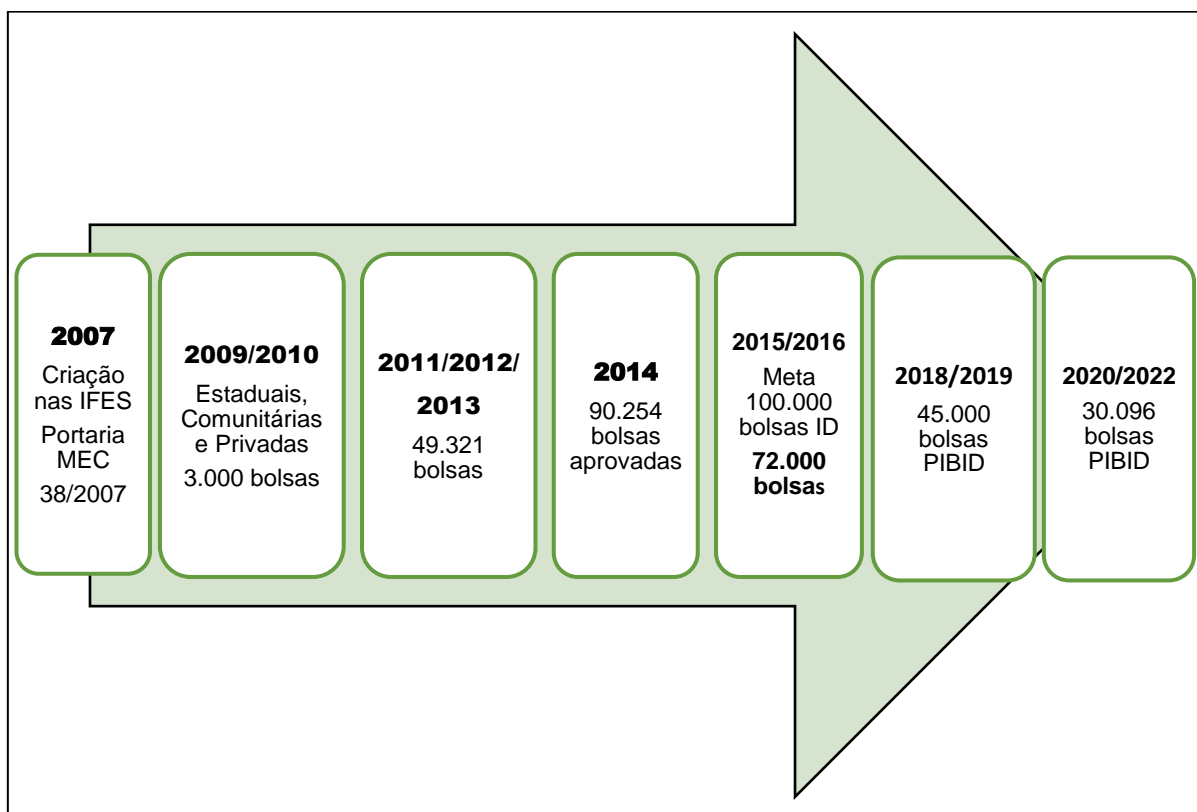 2007
Criação
nas IFES
Portaria
MEC
38/2007
2009/2010
Estaduais,
Comunitárias
e Privadas
3.000 bolsas
2011/2012/
2013
49.321
bolsas
2014
90.254
bolsas
aprovadas
2015/2016
Meta
100.000
bolsas ID
72.000
bolsas
2018/2019
45.000
bolsas
PIBID
2020/2022
30.096
bolsas
PIBID